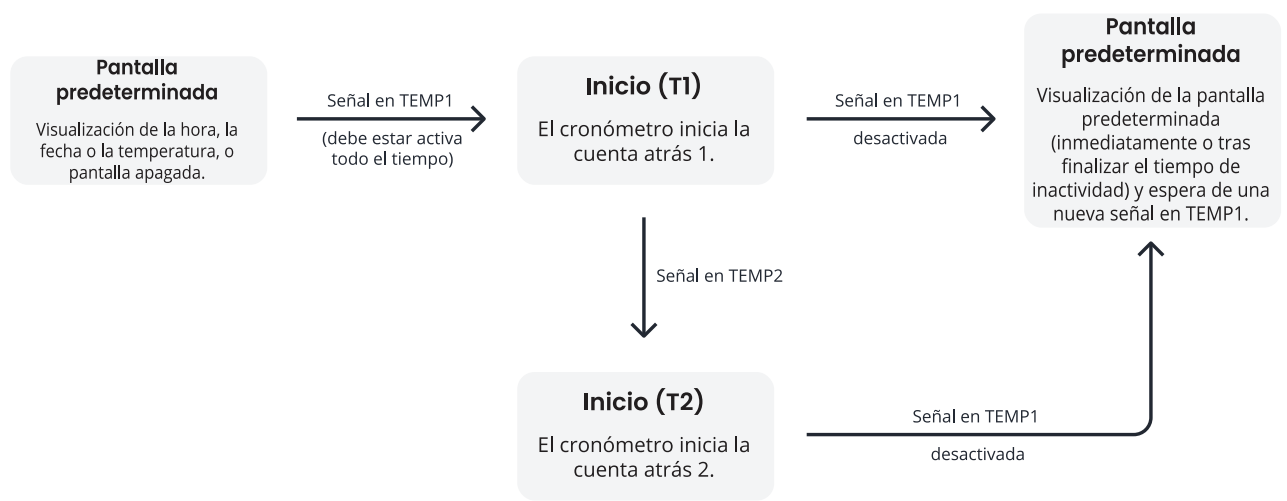 Pantalla
predeterminada
Visualización de la hora, la
fecha o la temperatura, o
pantalla apagada.
Señal en TEMP1
(debe estar activa
todo el tiempo)
Inicio (T1)
El cronómetro inicia la
cuenta atrás 1.
Señal en TEMP1
desactivada
Pantalla
predeterminada
Visualización de la pantalla
predeterminada
(inmediatamente o tras
finalizar el tiempo de
inactividad) y espera de una
nueva señal en TEMP1.
Señal en TEMP2
Inicio (T2)
El cronómetro inicia la
cuenta atrás 2.
Señal en TEMP1
desactivada